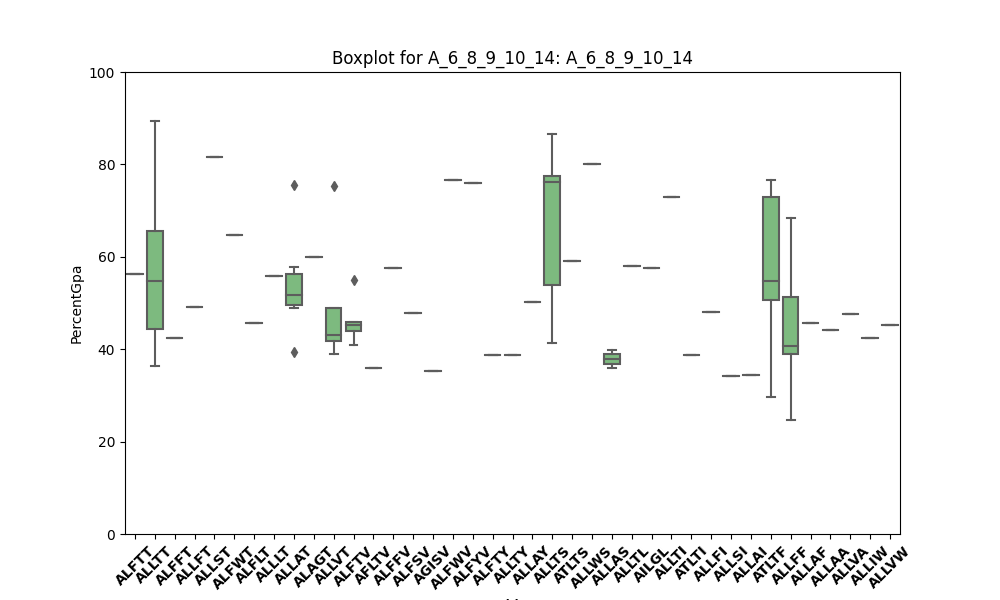 Boxplot for A_6_8_9_10_14: A_6_8_9_10_14
PercentGpa
100
80
60
40
20
0
ALFTT
ALLTT
ALFFT
ALLFT
ALLST
ALFWT
ALFLT
ALLLT
ALLAT
ALAGT
ALLVT
ALFTV
AFLTV
ALFFV
ALFSV
AGISV
ALFWV
ALFYV
ALFTY
ALLTY
ALLAY
ALLTS
ATLTS
ALLWS
ALLAS
ALLTL
AILGL
ALLTI
ATLTI
ALLFI
ALLSI
ALLAI
ATLTF
ALLFF
ALLAF
ALLAA
ALLVA
ALLIW
ALLVW